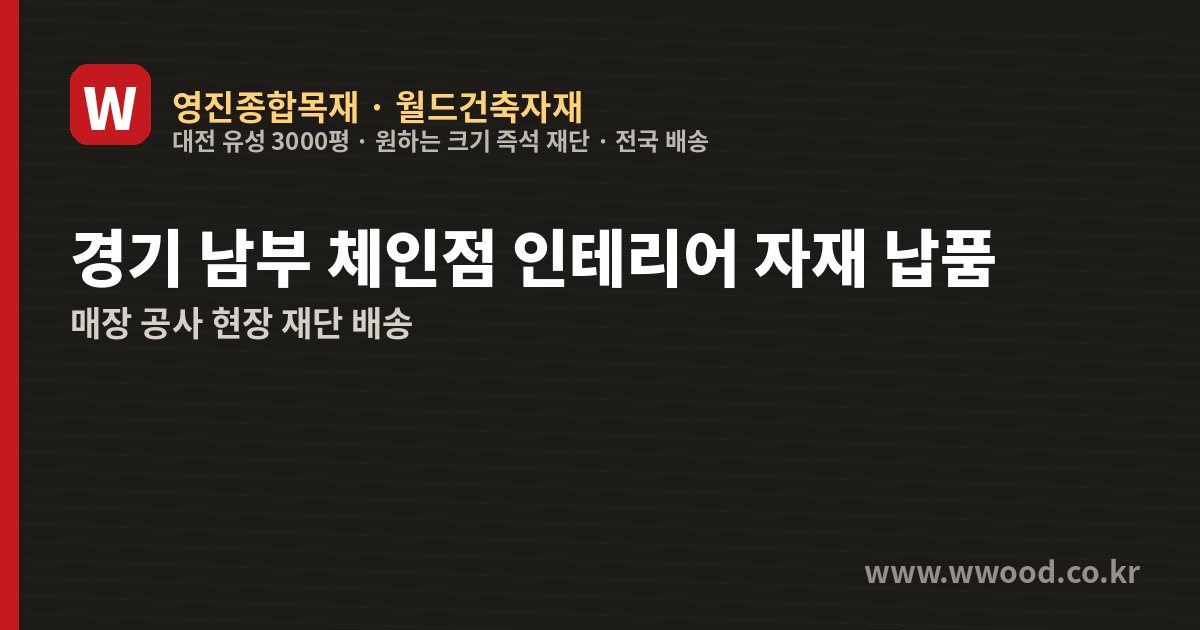 W
영진종합목재 · 월드건축자재
대전 유성 3000평 · 원하는 크기 즉석 재단 · 전국 배송
경기 남부 체인점 인테리어 자재 납품
매장 공사 현장 재단 배송
www.wwood.co.kr